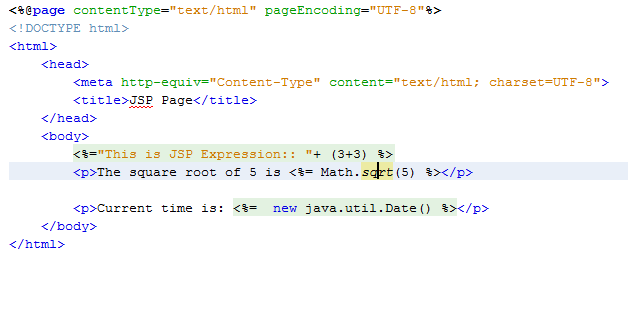 <%@page contentType="text/html" pageEncoding="UTF-8"%>
<!DOCTYPE html>
<html>
    <head>
        <meta http-equiv="Content-Type" content="text/html; charset=UTF-8">
        <title>JSP Page</title>
    </head>
    <body>
        <%="This is JSP Expression:: "+ (3+3) %>
        <p>The square root of 5 is <%= Math.sqrt(5) %></p>

        <p>Current time is: <%=  new java.util.Date() %></p>
    </body>
</html>